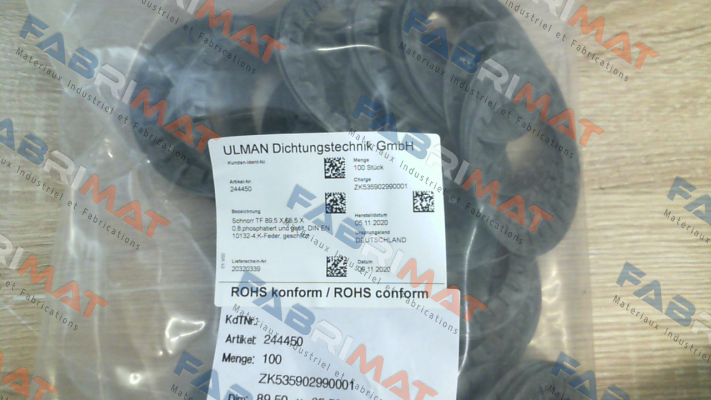 ULMAN Dichtungstechnik GmbH
Kunden-Ident-Nr.
Menge
100 Stück
Artikel-Nr.
244450
Charge
ZK535902990001
Bezeichnung
Schnorr TF 89,5 X 65,5 X
0,8,phosphatiert und geölt, DIN EN
10132-4,K-Feder, geschlitzt
Herstelldatum
05.11.2020
Ursprungsland
DEUTSCHLAND
Lieferschein-Nr
20320339
Datum
.11.2020
ROHS konform / ROHS conform
KdTNr.:
Artikel: 244450
Menge: 100
ZK535902990001
Dim: 89,50
FABRIMAT
Materiaux Industriel et Fabrications